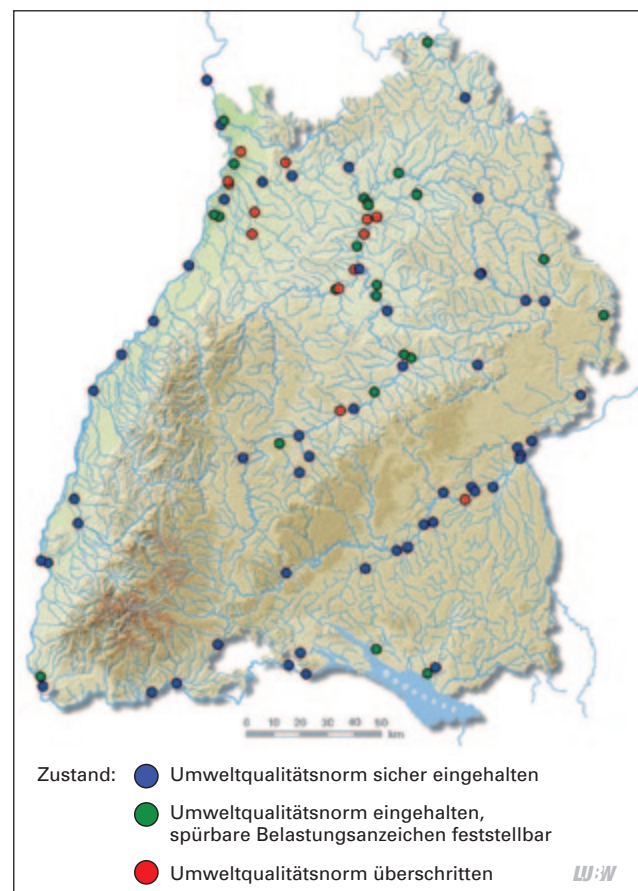 0 10 20 30 40 50
km
Zustand:
Umweltqualitätsnorm sicher eingehalten
Umweltqualitätsnorm eingehalten,
spürbare Belastungsanzeichen feststellbar
Umweltqualitätsnorm überschritten
LUBW